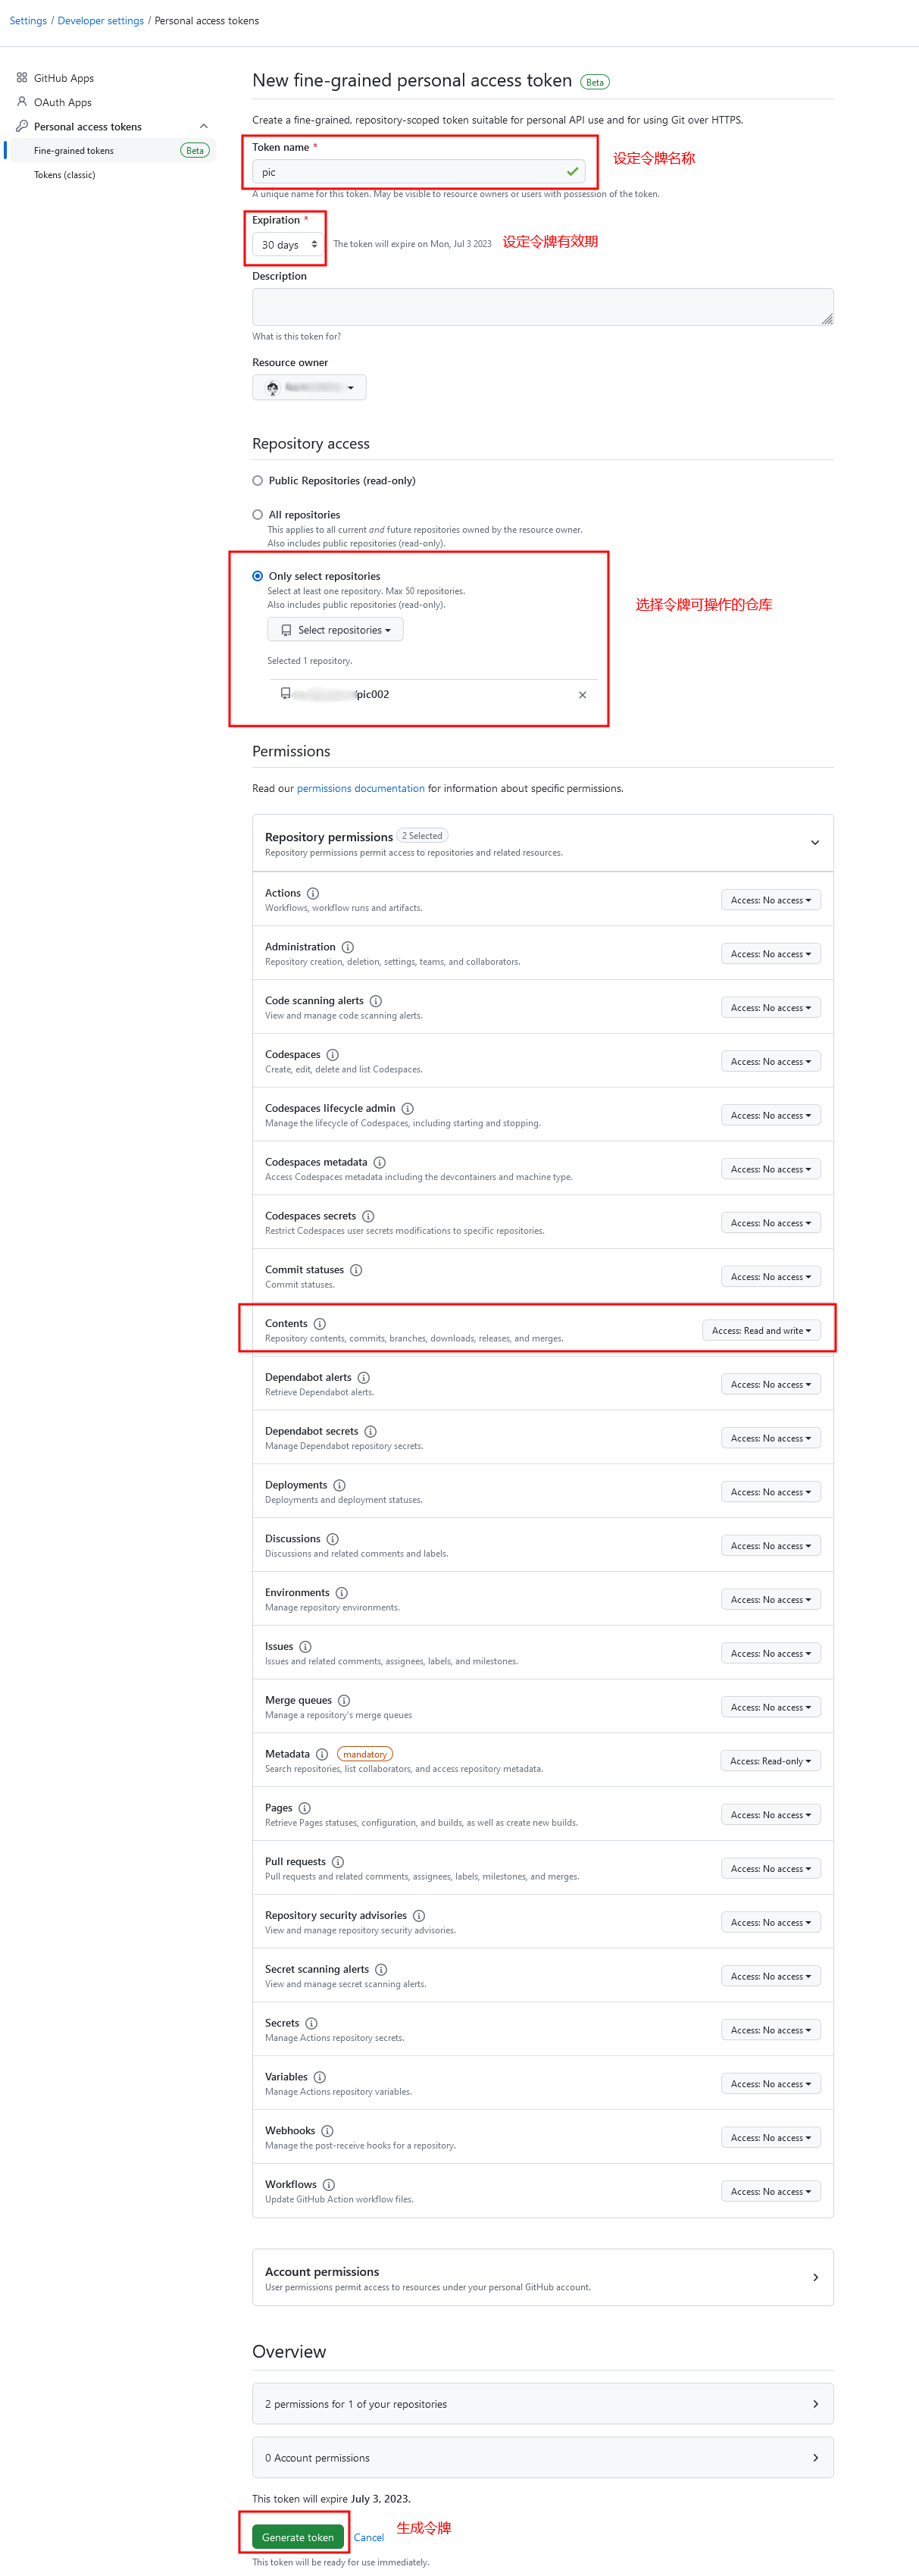 Settings / Developer settings / Personal access tokens
GitHub Apps
OAuth Apps
Personal access tokens
Fine-grained tokens Beta
Tokens (classic)
New fine-grained personal access token Beta
Create a fine-grained, repository-scoped token suitable for personal API use and for using Git over HTTPS.
Token name *
pic
设定令牌名称
A unique name for this token. May be visible to resource owners or users with possession of the token.
Expiration *
30 days The token will expire on Mon, Jul 3 2023 设定令牌有效期
Description
What is this token for?
Resource owner
Repository access
Public Repositories (read-only)
All repositories
This applies to all current and future repositories owned by the resource owner.
Also includes public repositories (read-only).
Only select repositories
Select at least one repository. Max 50 repositories.
Also includes public repositories (read-only).
选择令牌可操作的仓库
Select repositories
Selected 1 repository.
/pic002
Permissions
Read our permissions documentation for information about specific permissions.
Repository permissions 2 Selected
Repository permissions permit access to repositories and related resources.
Actions
Workflows, workflow runs and artifacts.
Access: No access
Administration
Repository creation, deletion, settings, teams, and collaborators.
Access: No access
Code scanning alerts
View and manage code scanning alerts.
Access: No access
Codespaces
Create, edit, delete and list Codespaces.
Access: No access
Codespaces lifecycle admin
Manage the lifecycle of Codespaces, including starting and stopping.
Access: No access
Codespaces metadata
Access Codespaces metadata including the devcontainers and machine type.
Access: No access
Codespaces secrets
Restrict Codespaces user secrets modifications to specific repositories.
Access: No access
Commit statuses
Commit statuses.
Access: No access
Contents
Repository contents, commits, branches, downloads, releases, and merges.
Access: Read and write
Dependabot alerts
Retrieve Dependabot alerts.
Access: No access
Dependabot secrets
Manage Dependabot repository secrets.
Access: No access
Deployments
Deployments and deployment statuses.
Access: No access
Discussions
Discussions and related comments and labels.
Access: No access
Environments
Manage repository environments.
Access: No access
Issues
Issues and related comments, assignees, labels, and milestones.
Access: No access
Merge queues
Manage a repository's merge queues
Access: No access
Metadata mandatory
Search repositories, list collaborators, and access repository metadata.
Access: Read-only
Pages
Retrieve Pages statuses, configuration, and builds, as well as create new builds.
Access: No access
Pull requests
Pull requests and related comments, assignees, labels, milestones, and merges.
Access: No access
Repository security advisories
View and manage repository security advisories.
Access: No access
Secret scanning alerts
View and manage secret scanning alerts.
Access: No access
Secrets
Manage Actions repository secrets.
Access: No access
Variables
Manage Actions repository variables.
Access: No access
Webhooks
Manage the post-receive hooks for a repository.
Access: No access
Workflows
Update GitHub Action workflow files.
Access: No access
Account permissions
User permissions permit access to resources under your personal GitHub account.
Overview
2 permissions for 1 of your repositories
0 Account permissions
This token will expire July 3, 2023.
Generate token Cancel 生成令牌
This token will be ready for use immediately.